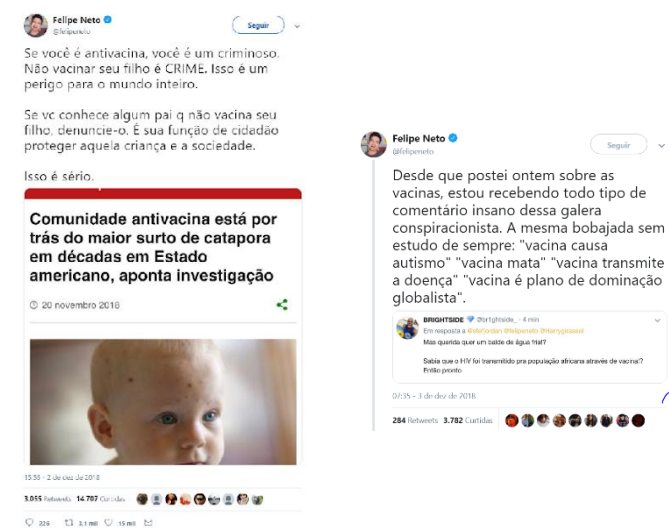 Felipe Neto
@felipeneto
Seguir
Se você é antivacina, você é um criminoso.
Não vacinar seu filho é CRIME. Isso é um
perigo para o mundo inteiro.
Se vc conhece algum pai q não vacina seu
filho, denuncie-o. É sua função de cidadão
proteger aquela criança e a sociedade.
Isso é sério.
Comunidade antivacina está por
trás do maior surto de catapora
em décadas em Estado
americano, aponta investigação
20 novembro 2018
15:36 - 2 de dez de 2018
3.055 Retweets 14.707 Curtidas
226 3,1 mil 15 mil
Felipe Neto
@felipeneto
Seguir
Desde que postei ontem sobre as
vacinas, estou recebendo todo tipo de
comentário insano dessa galera
conspiracionista. A mesma bobajada sem
estudo de sempre: "vacina causa
autismo" "vacina mata" "vacina transmite
a doença" "vacina é plano de dominação
globalista".
BRIGHTSIDE @br1ghtside_ · 4 min
Em resposta a @felipeneto
Mas querida quer um balde de água friat?
Sabia que o HIV foi transmitido pra população africana através de vacina?
Então pronto
07:35 - 3 de dez de 2018
284 Retweets 3.782 Curtidas